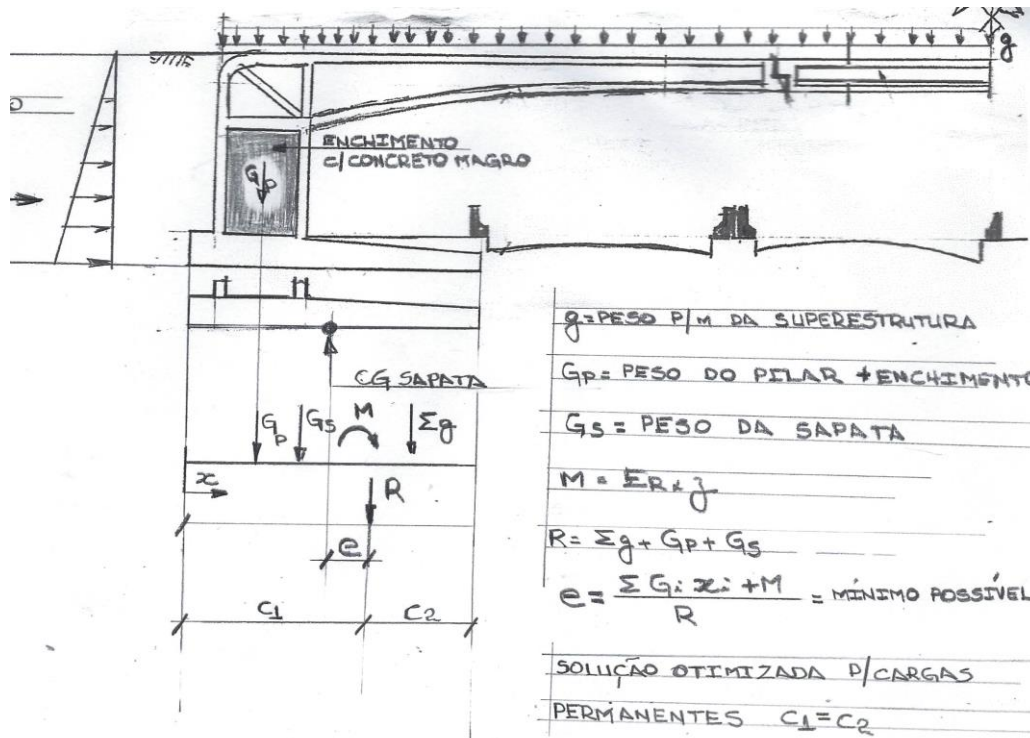 g
ENCHIMENTO
C/CONCRETO MAGRO
Gp
CG SAPATA
Gp Gs M Σg
x
R
e
C1 C2
g = PESO P/M DA SUPERESTRUTURA
Gp = PESO DO PILAR + ENCHIMENTO
Gs = PESO DA SAPATA
M = ER x z
R = Σg + Gp + Gs
e = Σ Gi xi + M / R = MÍNIMO POSSÍVEL
SOLUÇÃO OTIMIZADA P/CARGAS
PERMANENTES C1 = C2